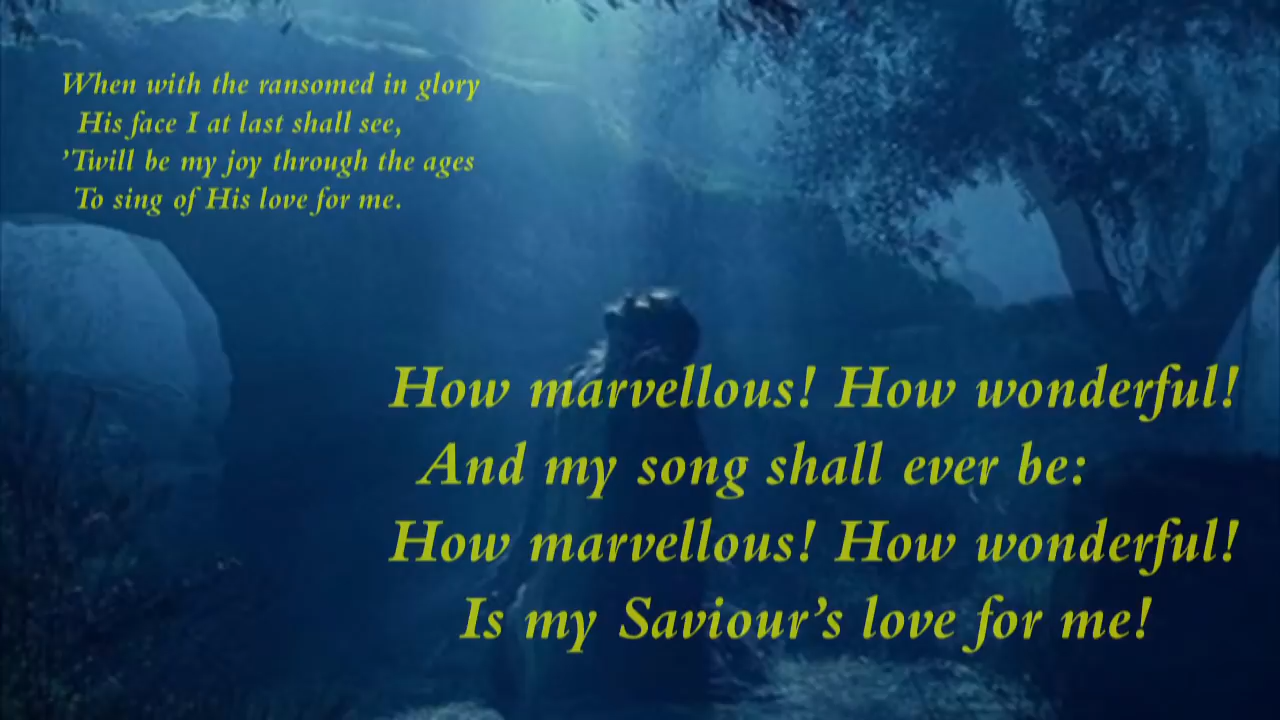 When with the ransomed in glory
His face I at last shall see,
’Twill be my joy through the ages
To sing of His love for me.
How marvellous! How wonderful!
And my song shall ever be:
How marvellous! How wonderful!
Is my Saviour’s love for me!